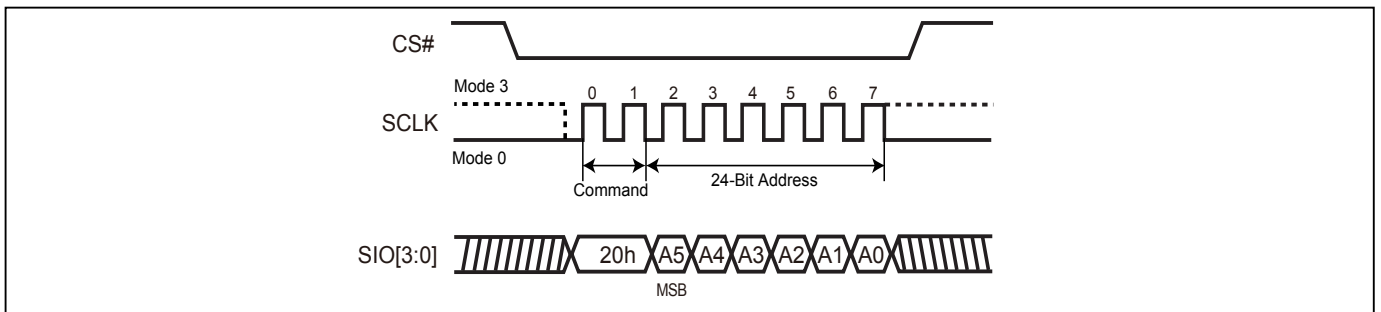 CS#
Mode 3
0 1 2 3 4 5 6 7
SCLK
Mode 0
Command
24-Bit Address
SIO[3:0]
20h A5 A4 A3 A2 A1 A0
MSB